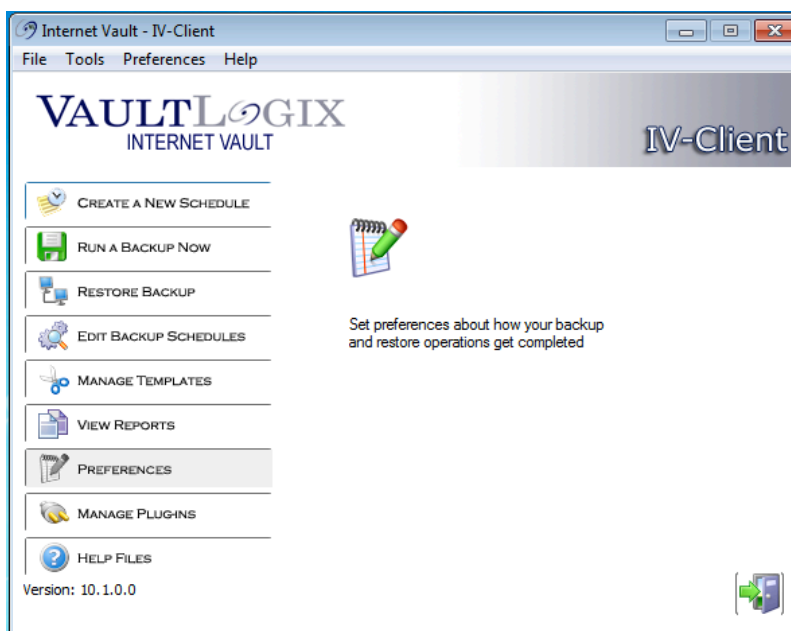 Internet Vault - IV-Client
File Tools Preferences Help
VAULTLOGIX
INTERNET VAULT
IV-Client
CREATE A NEW SCHEDULE
RUN A BACKUP NOW
RESTORE BACKUP
EDIT BACKUP SCHEDULES
MANAGE TEMPLATES
VIEW REPORTS
PREFERENCES
MANAGE PLUG-INS
HELP FILES
Set preferences about how your backup
and restore operations get completed
Version: 10.1.0.0